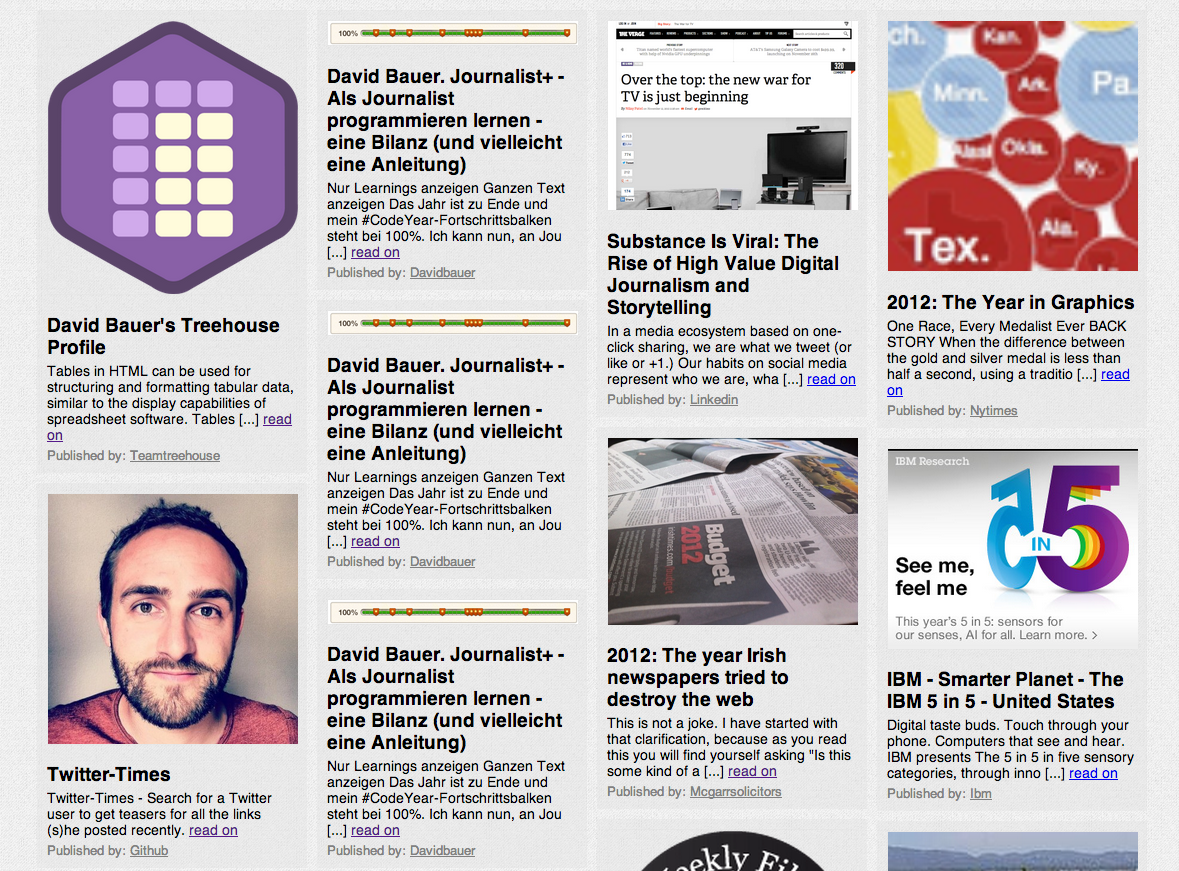 David Bauer's Treehouse
Profile
Tables in HTML can be used for
structuring and formatting tabular data,
similar to the display capabilities of
spreadsheet software. Tables [...] read
on
Published by: Teamtreehouse
Twitter-Times
Twitter-Times - Search for a Twitter
user to get teasers for all the links
(s)he posted recently. read on
Published by: Github
100%
David Bauer. Journalist+ -
Als Journalist
programmieren lernen -
eine Bilanz (und vielleicht
eine Anleitung)
Nur Learnings anzeigen Ganzen Text
anzeigen Das Jahr ist zu Ende und
mein #CodeYear-Fortschrittsbalken
steht bei 100%. Ich kann nun, an Jou
[...] read on
Published by: Davidbauer
100%
David Bauer. Journalist+ -
Als Journalist
programmieren lernen -
eine Bilanz (und vielleicht
eine Anleitung)
Nur Learnings anzeigen Ganzen Text
anzeigen Das Jahr ist zu Ende und
mein #CodeYear-Fortschrittsbalken
steht bei 100%. Ich kann nun, an Jou
[...] read on
Published by: Davidbauer
100%
David Bauer. Journalist+ -
Als Journalist
programmieren lernen -
eine Bilanz (und vielleicht
eine Anleitung)
Nur Learnings anzeigen Ganzen Text
anzeigen Das Jahr ist zu Ende und
mein #CodeYear-Fortschrittsbalken
steht bei 100%. Ich kann nun, an Jou
[...] read on
Published by: Davidbauer
THE VERGE
320
Over the top: the new war for
TV is just beginning
Substance Is Viral: The
Rise of High Value Digital
Journalism and
Storytelling
In a media ecosystem based on one-
click sharing, we are what we tweet (or
like or +1.) Our habits on social media
represent who we are, wha [...] read on
Published by: Linkedin
Budget
2012
irishtimes.com/budget
2012: The year Irish
newspapers tried to
destroy the web
This is not a joke. I have started with
that clarification, because as you read
this you will find yourself asking "Is this
some kind of a [...] read on
Published by: Mcgarrsolicitors
Weekly
ch.
Kan.
Minn.
Ark.
Pa.
Okla.
Ky.
Ala.
Tex.
2012: The Year in Graphics
One Race, Every Medalist Ever BACK
STORY When the difference between
the gold and silver medal is less than
half a second, using a traditio [...] read
on
Published by: Nytimes
IBM Research
5 IN 5
See me,
feel me
This year's 5 in 5: sensors for
our senses, AI for all. Learn more. >
IBM - Smarter Planet - The
IBM 5 in 5 - United States
Digital taste buds. Touch through your
phone. Computers that see and hear.
IBM presents The 5 in 5 in five sensory
categories, through inno [...] read on
Published by: Ibm